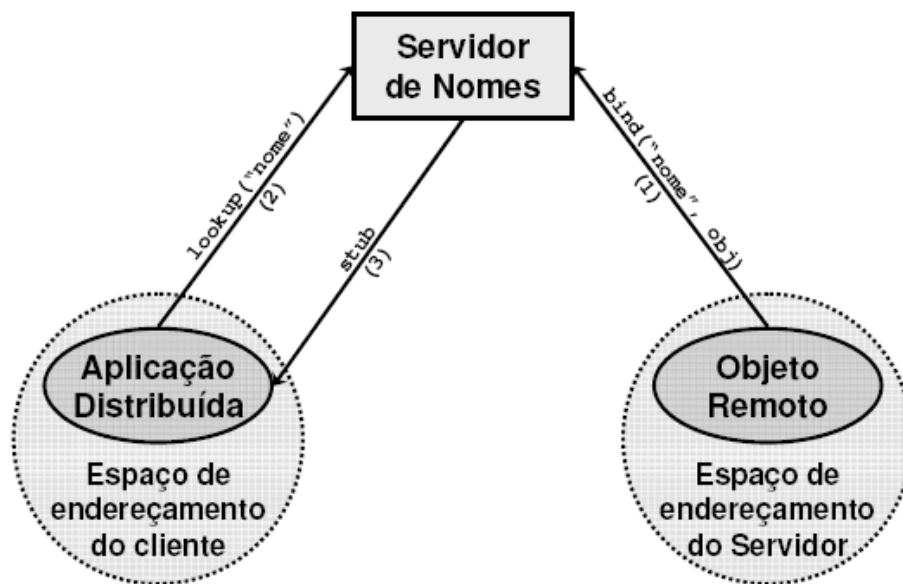 Servidor
de Nomes
lookup("nome")
(2)
stub
(3)
bind("nome", obj)
(1)
Aplicação
Distribuída
Espaço de
endereçamento
do cliente
Objeto
Remoto
Espaço de
endereçamento
do Servidor